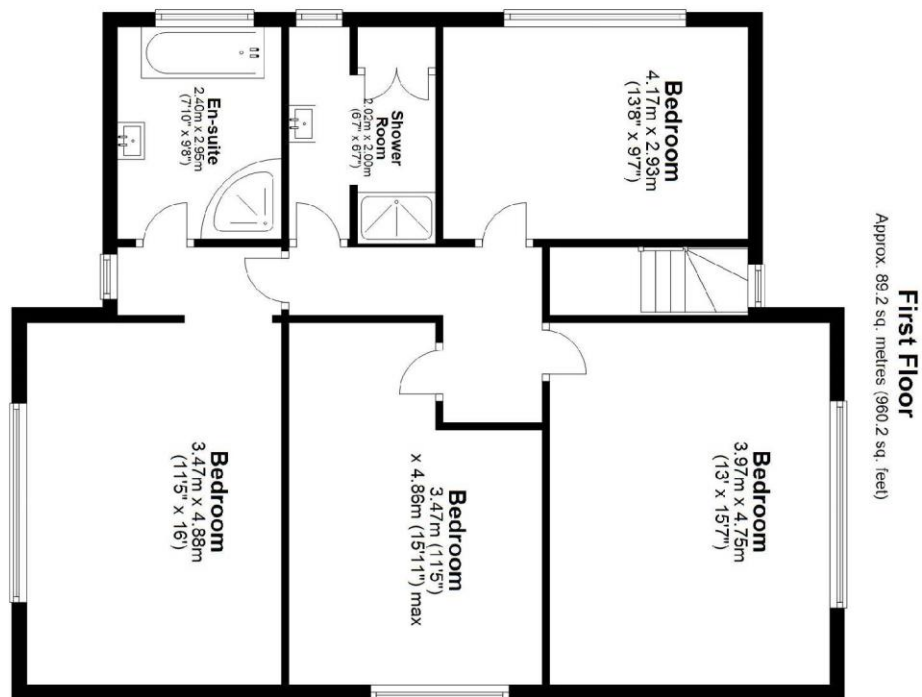 First Floor
Approx. 89.2 sq. metres (960.2 sq. feet)
Bedroom
4.17m x 2.93m
(13'8" x 9'7")
Shower
Room
2.02m x 2.00m
(6'7" x 6'7")
En-suite
2.40m x 2.95m
(7'10" x 9'8")
Bedroom
3.97m x 4.75m
(13' x 15'7")
Bedroom
3.47m (11'5")
x 4.86m (15'11") max
Bedroom
3.47m x 4.88m
(11'5" x 16')